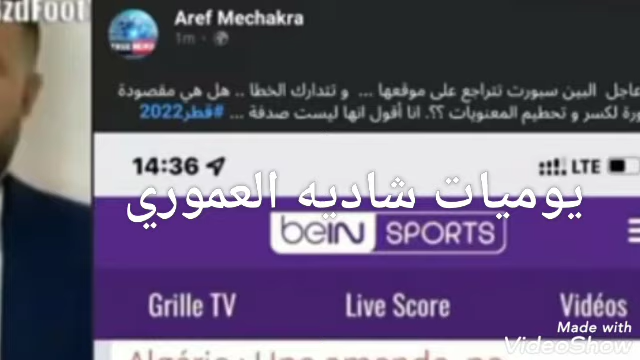 Aref Mechakra
1m
عاجل البين سبورت تتراجع على موقعها ... و تتدارك الخطا .. هل هي مقصودة
لكسر و تحطيم المعنويات ؟؟. انا أقول انها ليست صدفة ... #قطر2022
14:36
LTE
يوميات شاديه العموري
beIN SPORTS
Grille TV Live Score Vidéos
Made with
VideoShow